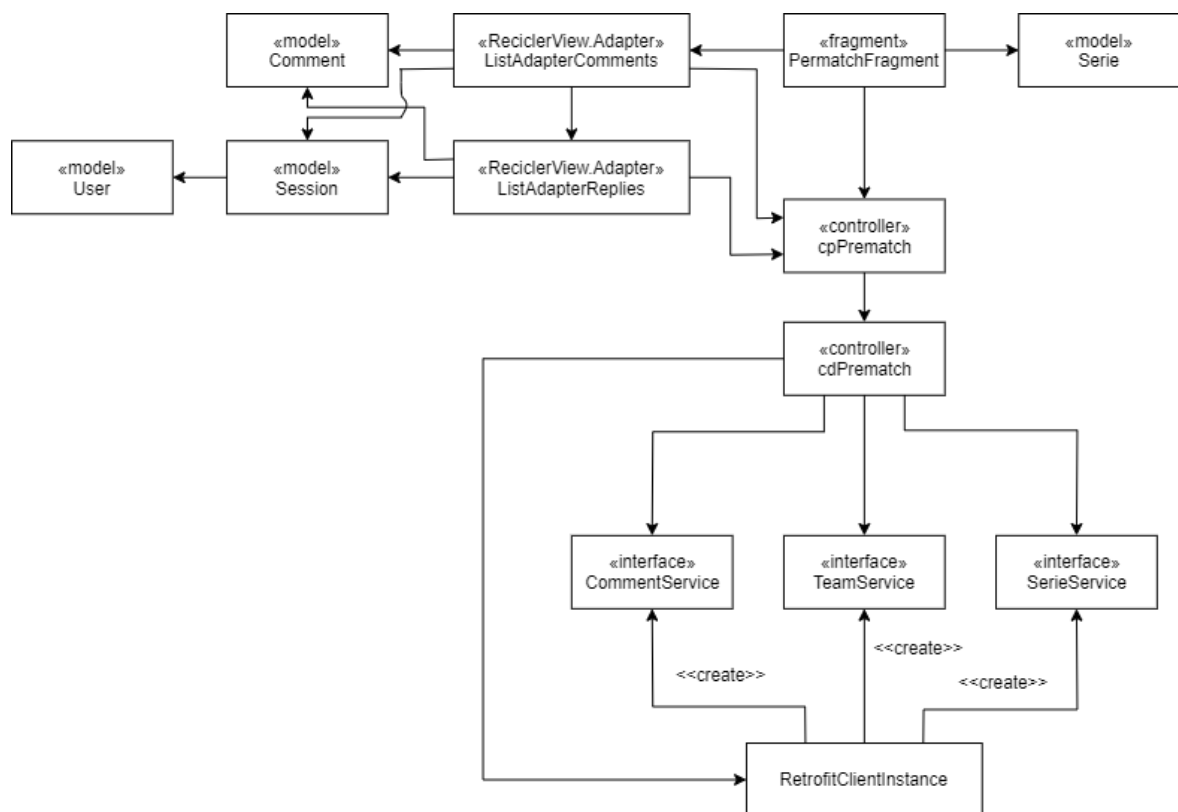 «model»
Comment
«ReciclerView.Adapter»
ListAdapterComments
«fragment»
PermatchFragment
«model»
Serie
«model»
User
«model»
Session
«ReciclerView.Adapter»
ListAdapterReplies
«controller»
cpPrematch
«controller»
cdPrematch
«interface»
CommentService
«interface»
TeamService
«interface»
SerieService
<<create>>
<<create>>
<<create>>
RetrofitClientInstance